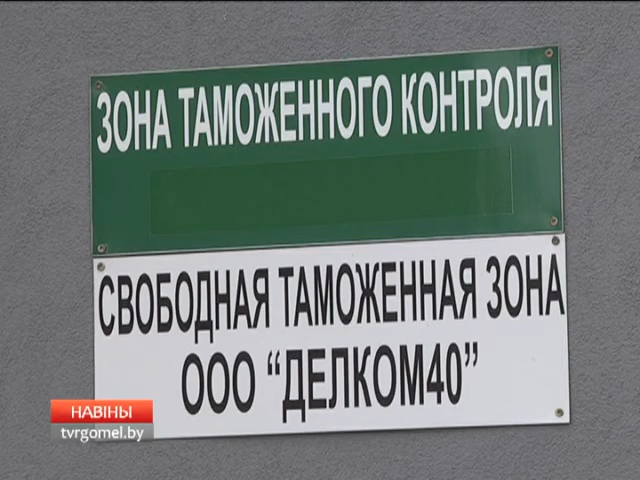 ЗОНА ТАМОЖЕННОГО КОНТРОЛЯ
СВОБОДНАЯ ТАМОЖЕННАЯ ЗОНА
ООО “ДЕЛКОМ40”
НАВІНЫ
tvrgomel.by